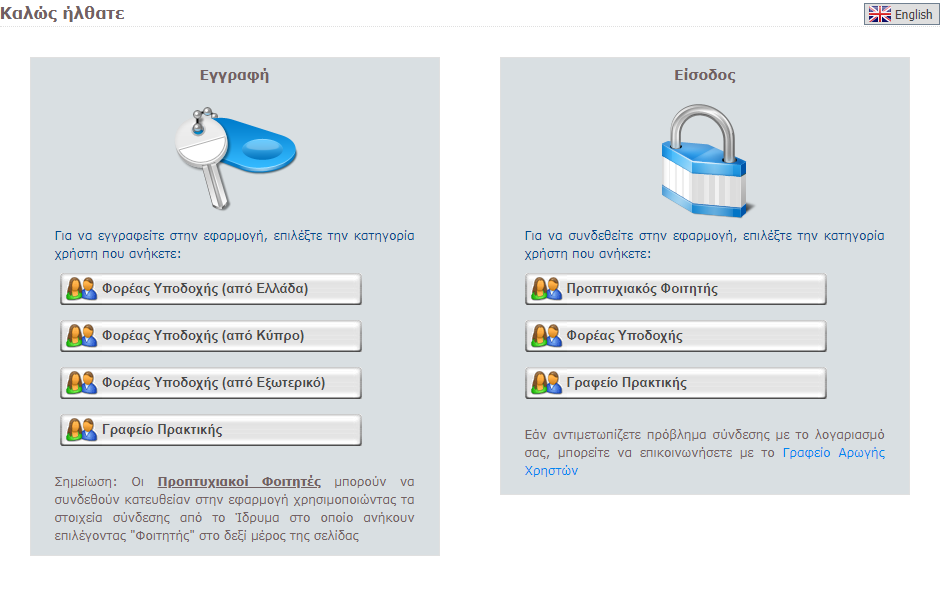 Καλώς ήλθατε
English
Εγγραφή
Για να εγγραφείτε στην εφαρμογή, επιλέξτε την κατηγορία
χρήστη που ανήκετε:
Φορέας Υποδοχής (από Ελλάδα)
Φορέας Υποδοχής (από Κύπρο)
Φορέας Υποδοχής (από Εξωτερικό)
Γραφείο Πρακτικής
Σημείωση: Οι Προπτυχιακοί Φοιτητές μπορούν να
συνδεθούν κατευθείαν στην εφαρμογή χρησιμοποιώντας τα
στοιχεία σύνδεσης από το Ίδρυμα στο οποίο ανήκουν
επιλέγοντας "Φοιτητής" στο δεξί μέρος της σελίδας
Είσοδος
Για να συνδεθείτε στην εφαρμογή, επιλέξτε την κατηγορία
χρήστη που ανήκετε:
Προπτυχιακός Φοιτητής
Φορέας Υποδοχής
Γραφείο Πρακτικής
Εάν αντιμετωπίζετε πρόβλημα σύνδεσης με το λογαριασμό
σας, μπορείτε να επικοινωνήσετε με το Γραφείο Αρωγής
Χρηστών